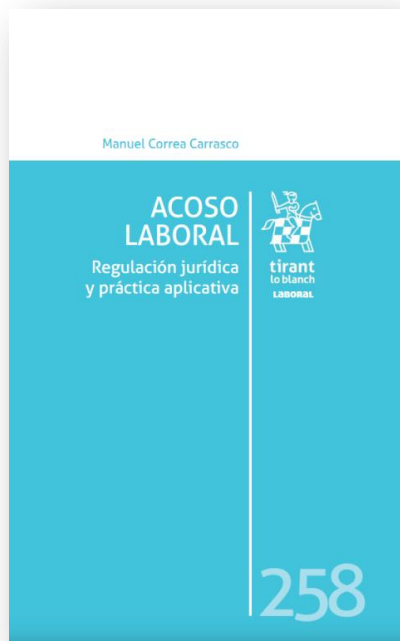 Manuel Correa Carrasco
ACOSO
LABORAL
Regulación jurídica
y práctica aplicativa
tirant
lo blanch
LABORAL
258